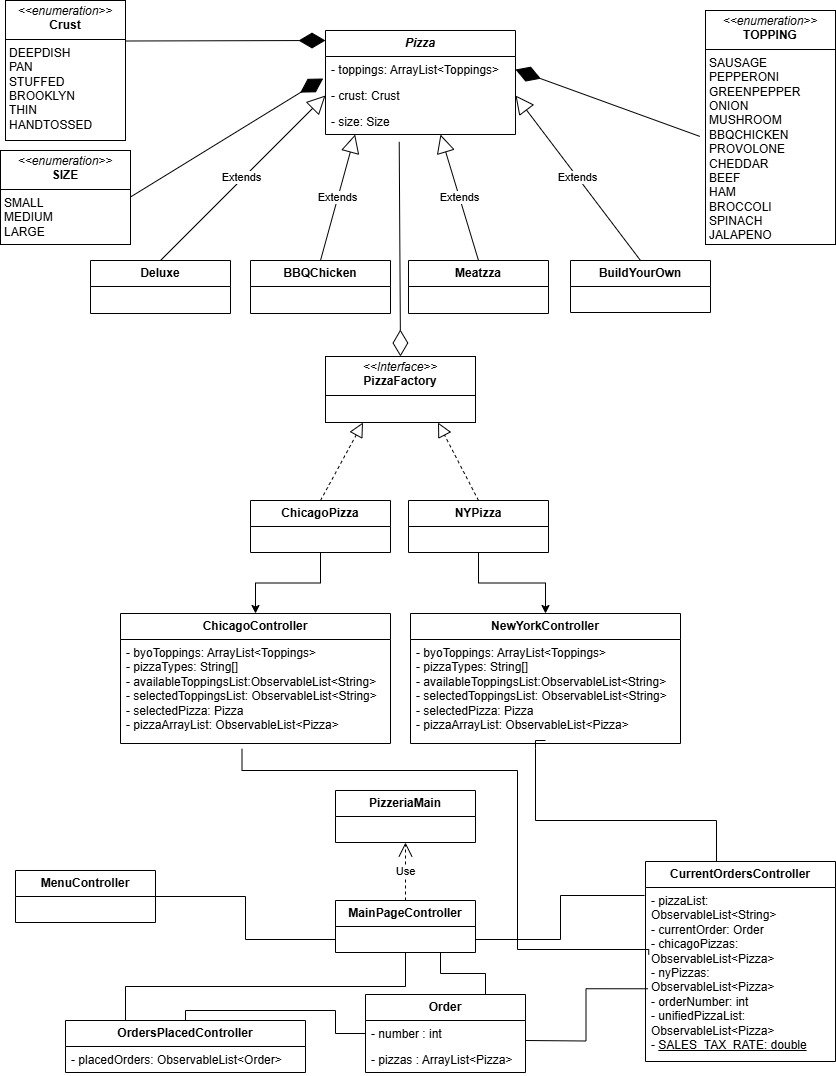 <<enumeration>>
Crust
DEEPDISH
PAN
STUFFED
BROOKLYN
THIN
HANDTOSSED
Pizza
- toppings: ArrayList<Toppings>
- crust: Crust
- size: Size
<<enumeration>>
TOPPING
SAUSAGE
PEPPERONI
GREENPEPPER
ONION
MUSHROOM
BBQCHICKEN
PROVOLONE
CHEDDAR
BEEF
HAM
BROCCOLI
SPINACH
JALAPENO
<<enumeration>>
SIZE
SMALL
MEDIUM
LARGE
Extends
Extends
Extends
Extends
Deluxe
BBQChicken
Meatzza
BuildYourOwn
<<Interface>>
PizzaFactory
ChicagoPizza
NYPizza
ChicagoController
- byoToppings: ArrayList<Toppings>
- pizzaTypes: String[]
- availableToppingsList:ObservableList<String>
- selectedToppingsList: ObservableList<String>
- selectedPizza: Pizza
- pizzaArrayList: ObservableList<Pizza>
NewYorkController
- byoToppings: ArrayList<Toppings>
- pizzaTypes: String[]
- availableToppingsList:ObservableList<String>
- selectedToppingsList: ObservableList<String>
- selectedPizza: Pizza
- pizzaArrayList: ObservableList<Pizza>
PizzeriaMain
Use
MenuController
MainPageController
CurrentOrdersController
- pizzaList:
ObservableList<String>
- currentOrder: Order
- chicagoPizzas:
ObservableList<Pizza>
- nyPizzas:
ObservableList<Pizza>
- orderNumber: int
- unifiedPizzaList:
ObservableList<Pizza>
- SALES_TAX_RATE: double
OrdersPlacedController
- placedOrders: ObservableList<Order>
Order
- number : int
- pizzas : ArrayList<Pizza>